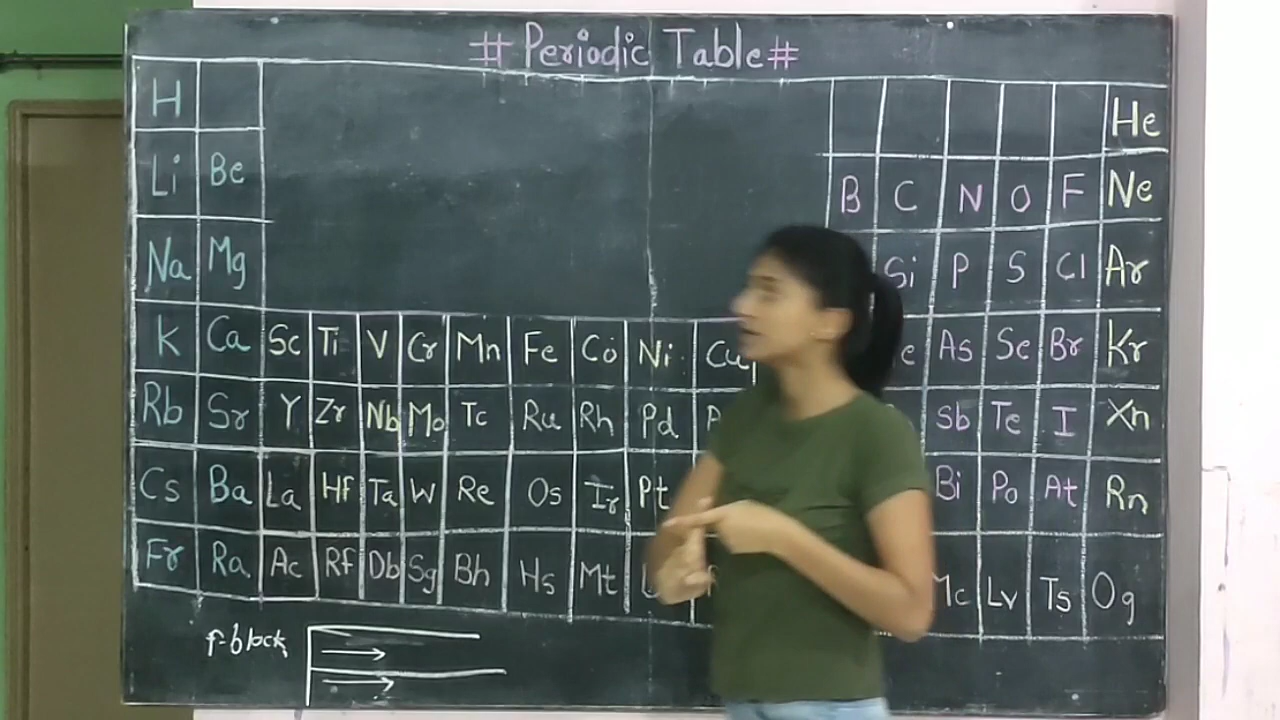 # Periodic Table #
H He
Li Be B C N O F Ne
Na Mg Si P S Cl Ar
K Ca Sc Ti V Cr Mn Fe Co Ni Cu e As Se Br Kr
Rb Sr Y Zr Nb Mo Tc Ru Rh Pd Sb Te I Xn
Cs Ba La Hf Ta W Re Os Ir Pt Bi Po At Rn
Fr Ra Ac Rf Db Sg Bh Hs Mt Mc Lv Ts Og
f-block